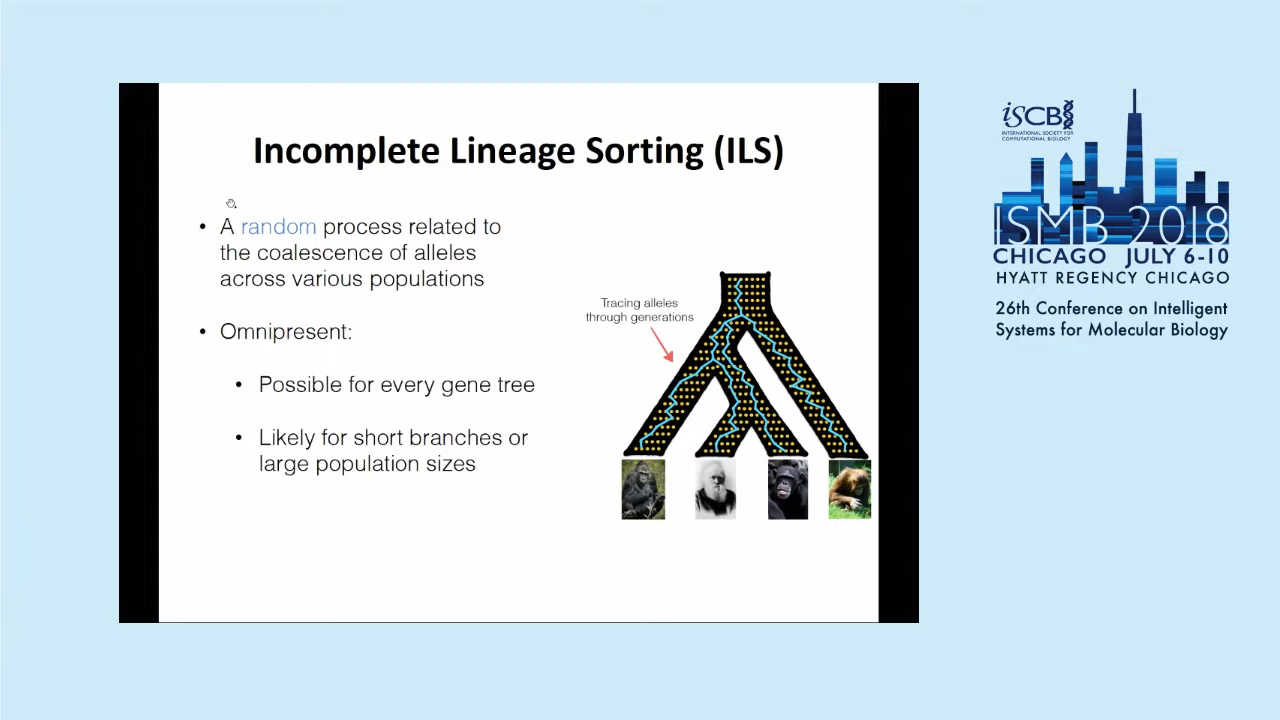 Incomplete Lineage Sorting (ILS)
• A random process related to
the coalescence of alleles
across various populations
• Omnipresent:
• Possible for every gene tree
• Likely for short branches or
large population sizes
Tracing alleles
through generations
iSCB
INTERNATIONAL SOCIETY FOR
COMPUTATIONAL BIOLOGY
ISMB 2018
CHICAGO JULY 6-10
HYATT REGENCY CHICAGO
26th Conference on Intelligent
Systems for Molecular Biology